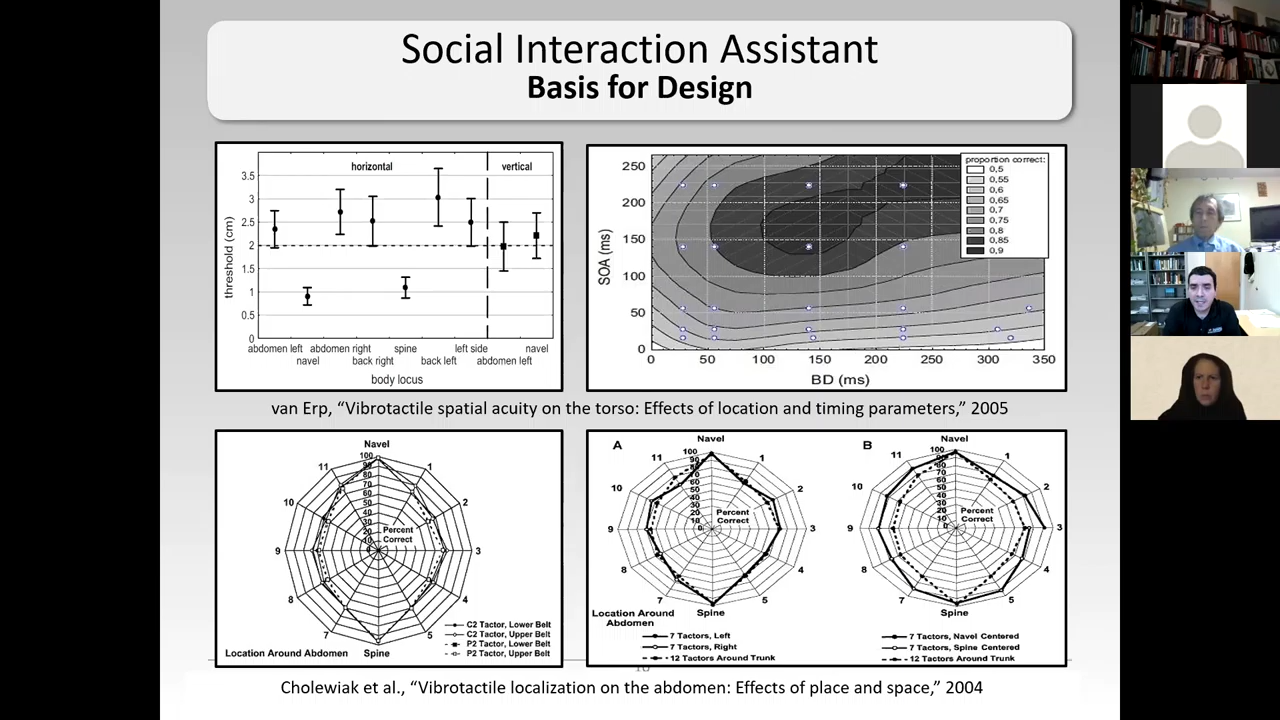 Social Interaction Assistant
Basis for Design
horizontal
vertical
threshold (cm)
3.5
3
2.5
2
1.5
1
0.5
0
abdomen left
navel
abdomen right
back right
spine
back left
left side
abdomen left
navel
body locus
proportion correct:
0,5
0,55
0,6
0,65
0,7
0,75
0,8
0,85
0,9
SOA (ms)
250
200
150
100
50
0
0 50 100 150 200 250 300 350
BD (ms)
van Erp, “Vibrotactile spatial acuity on the torso: Effects of location and timing parameters,” 2005
Navel
1
2
3
4
5
Spine
7
8
9
10
11
100
90
80
70
60
50
40
30
20
10
0
Percent
Correct
C2 Tactor, Lower Belt
C2 Tactor, Upper Belt
P2 Tactor, Lower Belt
P2 Tactor, Upper Belt
Location Around Abdomen
A
Navel
1
2
3
4
5
Spine
7
8
9
10
11
100
90
80
70
60
50
40
30
20
10
0
Percent
Correct
Location Around
Abdomen
7 Tactors, Left
7 Tactors, Right
12 Tactors Around Trunk
B
Navel
1
2
3
4
5
Spine
7
8
9
10
11
100
90
80
70
60
50
40
30
20
10
0
Percent
Correct
7 Tactors, Navel Centered
7 Tactors, Spine Centered
12 Tactors Around Trunk
Cholewiak et al., “Vibrotactile localization on the abdomen: Effects of place and space,” 2004